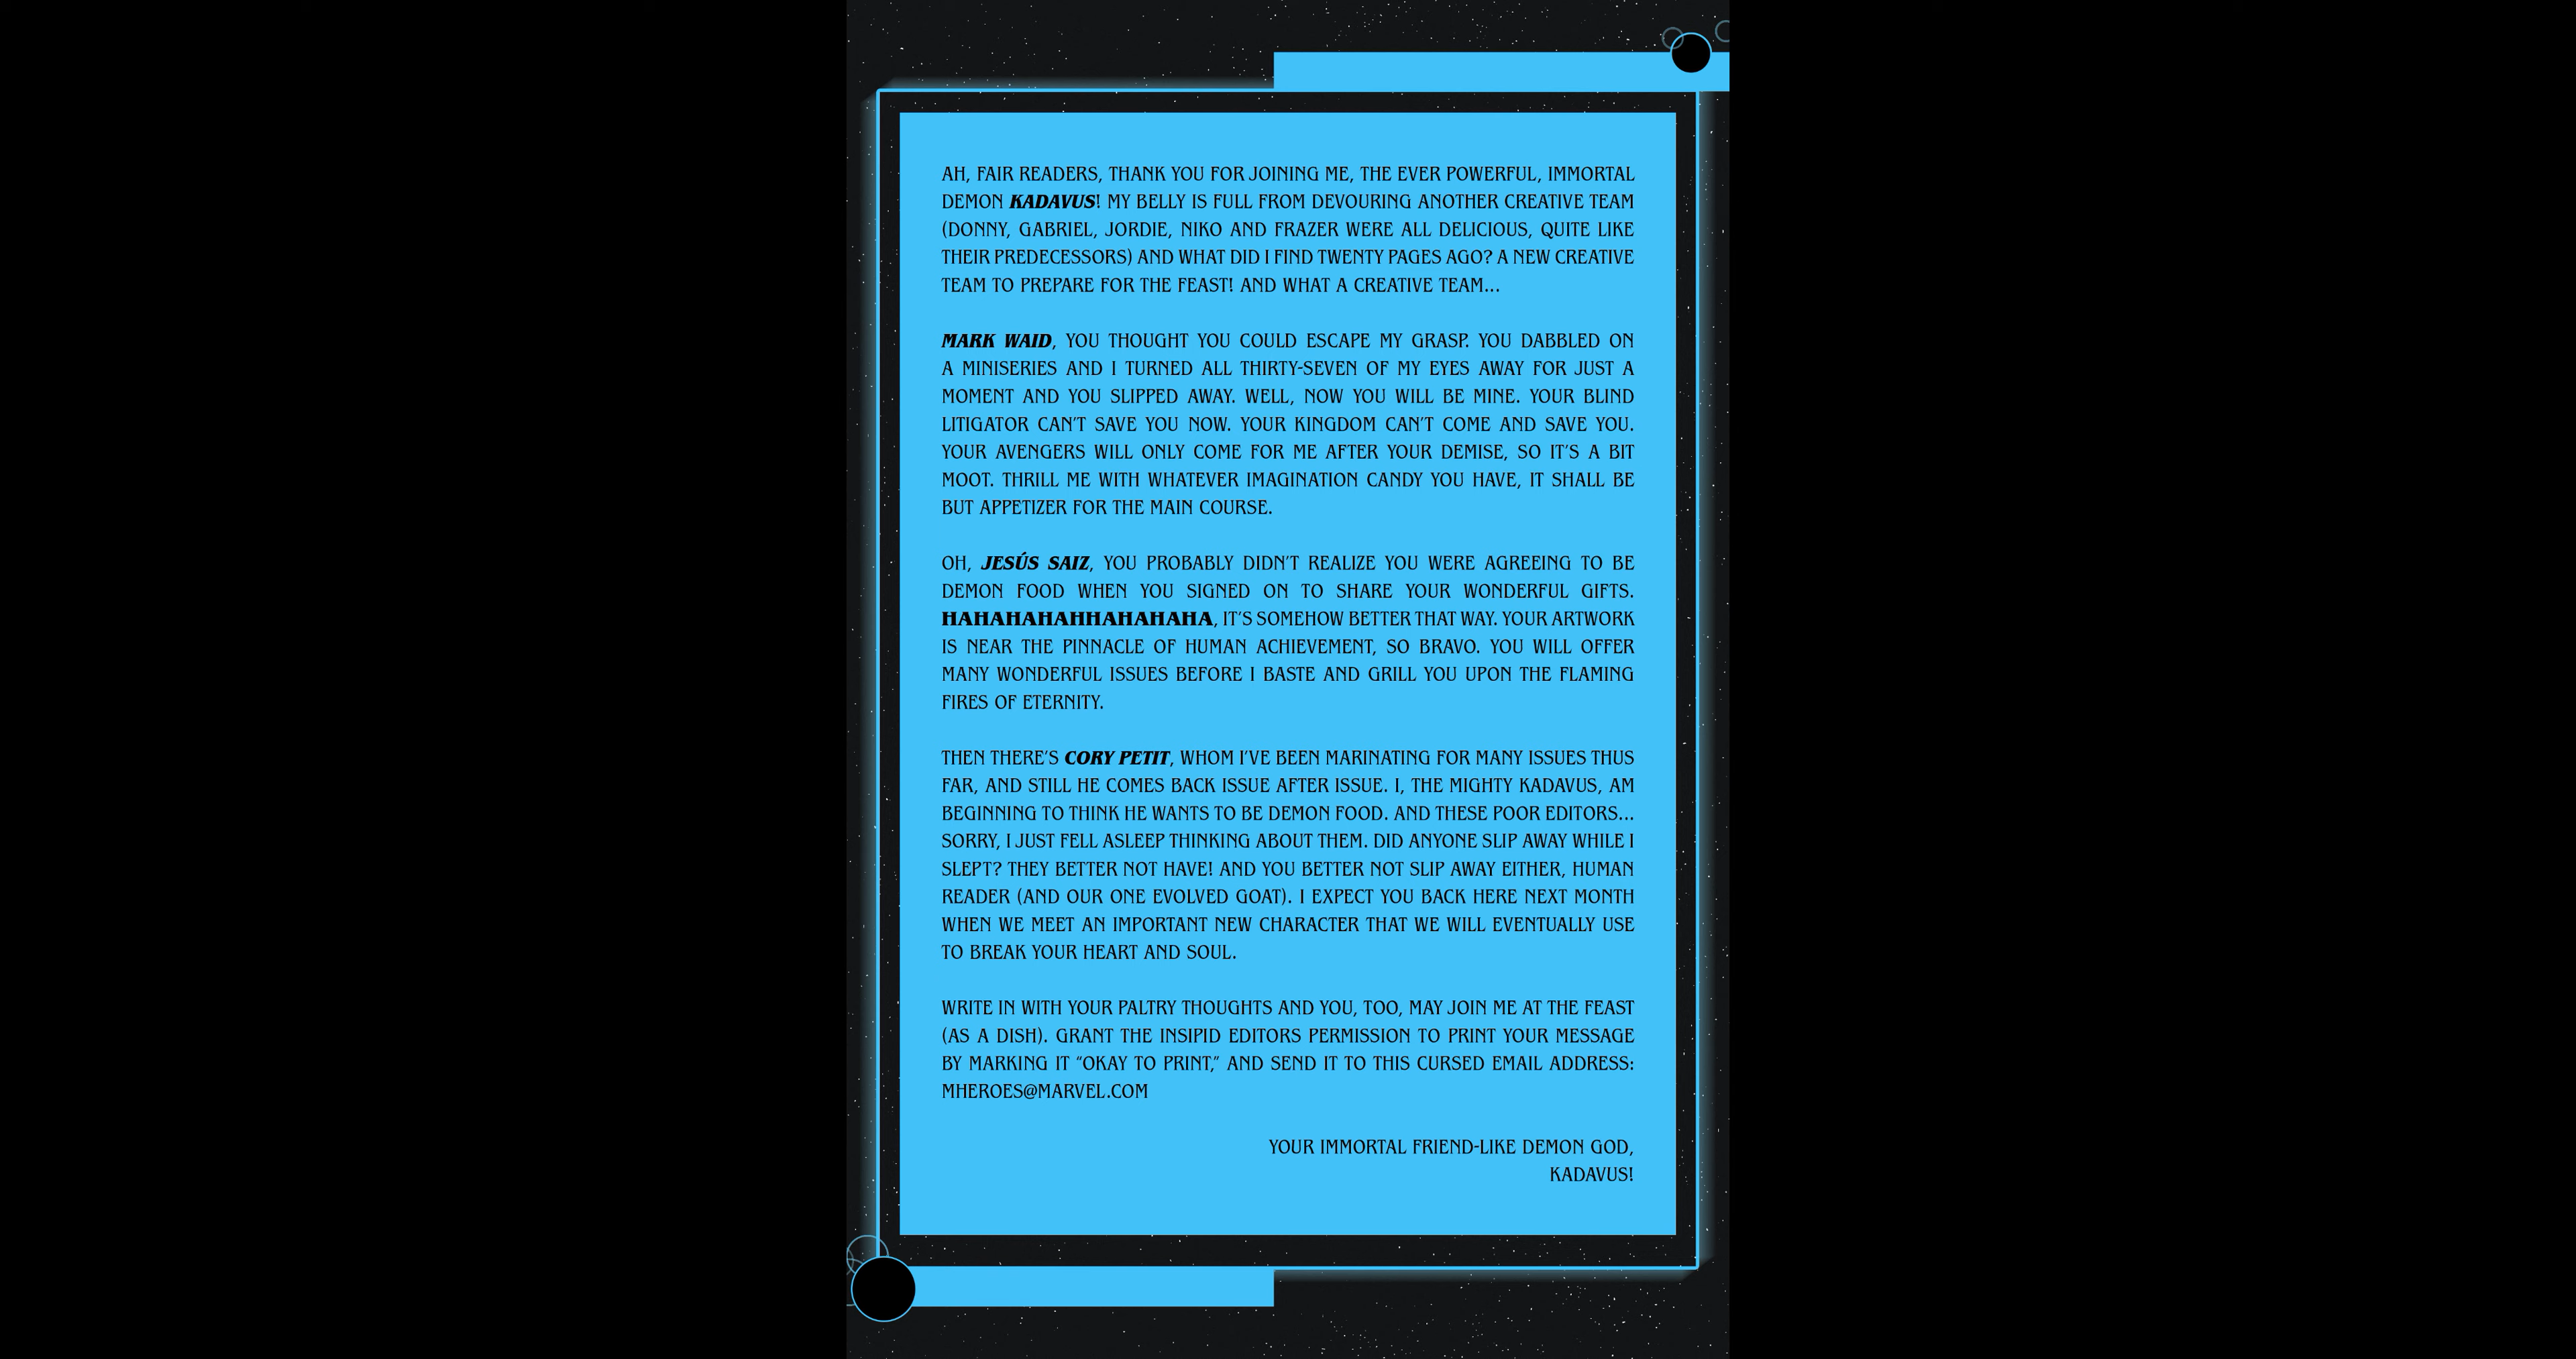 AH, FAIR READERS, THANK YOU FOR JOINING ME, THE EVER POWERFUL, IMMORTAL
DEMON KADAVUS! MY BELLY IS FULL FROM DEVOURING ANOTHER CREATIVE TEAM
(DONNY, GABRIEL, JORDIE, NIKO AND FRAZER WERE ALL DELICIOUS, QUITE LIKE
THEIR PREDECESSORS) AND WHAT DID I FIND TWENTY PAGES AGO? A NEW CREATIVE
TEAM TO PREPARE FOR THE FEAST! AND WHAT A CREATIVE TEAM...
MARK WAID, YOU THOUGHT YOU COULD ESCAPE MY GRASP. YOU DABBLED ON
A MINISERIES AND I TURNED ALL THIRTY-SEVEN OF MY EYES AWAY FOR JUST A
MOMENT AND YOU SLIPPED AWAY. WELL, NOW YOU WILL BE MINE. YOUR BLIND
LITIGATOR CAN'T SAVE YOU NOW. YOUR KINGDOM CAN'T COME AND SAVE YOU.
YOUR AVENGERS WILL ONLY COME FOR ME AFTER YOUR DEMISE, SO IT'S A BIT
MOOT. THRILL ME WITH WHATEVER IMAGINATION CANDY YOU HAVE, IT SHALL BE
BUT APPETIZER FOR THE MAIN COURSE.
OH, JESÚS SAIZ, YOU PROBABLY DIDN'T REALIZE YOU WERE AGREEING TO BE
DEMON FOOD WHEN YOU SIGNED ON TO SHARE YOUR WONDERFUL GIFTS.
HAHAHAHAHHAHAHAHA, IT'S SOMEHOW BETTER THAT WAY. YOUR ARTWORK
IS NEAR THE PINNACLE OF HUMAN ACHIEVEMENT, SO BRAVO. YOU WILL OFFER
MANY WONDERFUL ISSUES BEFORE I BASTE AND GRILL YOU UPON THE FLAMING
FIRES OF ETERNITY.
THEN THERE'S CORY PETIT, WHOM I'VE BEEN MARINATING FOR MANY ISSUES THUS
FAR, AND STILL HE COMES BACK ISSUE AFTER ISSUE. I, THE MIGHTY KADAVUS, AM
BEGINNING TO THINK HE WANTS TO BE DEMON FOOD. AND THESE POOR EDITORS...
SORRY, I JUST FELL ASLEEP THINKING ABOUT THEM. DID ANYONE SLIP AWAY WHILE I
SLEPT? THEY BETTER NOT HAVE! AND YOU BETTER NOT SLIP AWAY EITHER, HUMAN
READER (AND OUR ONE EVOLVED GOAT). I EXPECT YOU BACK HERE NEXT MONTH
WHEN WE MEET AN IMPORTANT NEW CHARACTER THAT WE WILL EVENTUALLY USE
TO BREAK YOUR HEART AND SOUL.
WRITE IN WITH YOUR PALTRY THOUGHTS AND YOU, TOO, MAY JOIN ME AT THE FEAST
(AS A DISH). GRANT THE INSIPID EDITORS PERMISSION TO PRINT YOUR MESSAGE
BY MARKING IT “OKAY TO PRINT,” AND SEND IT TO THIS CURSED EMAIL ADDRESS:
MHEROES@MARVEL.COM
YOUR IMMORTAL FRIEND-LIKE DEMON GOD,
KADAVUS!